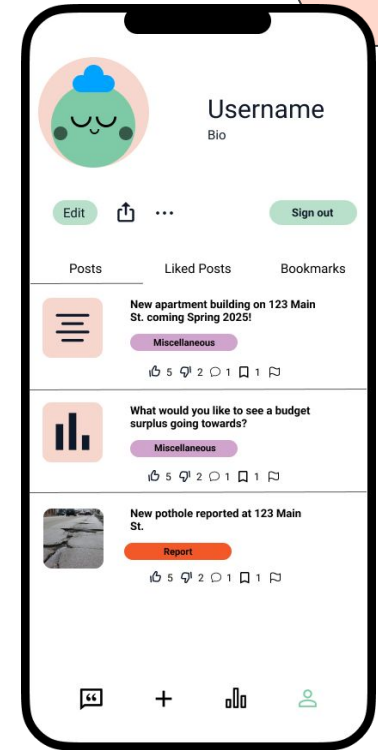 Username
Bio
Edit
Sign out
Posts Liked Posts Bookmarks
New apartment building on 123 Main
St. coming Spring 2025!
Miscellaneous
5 2 1 1
What would you like to see a budget
surplus going towards?
Miscellaneous
5 2 1 1
New pothole reported at 123 Main
St.
Report
5 2 1 1